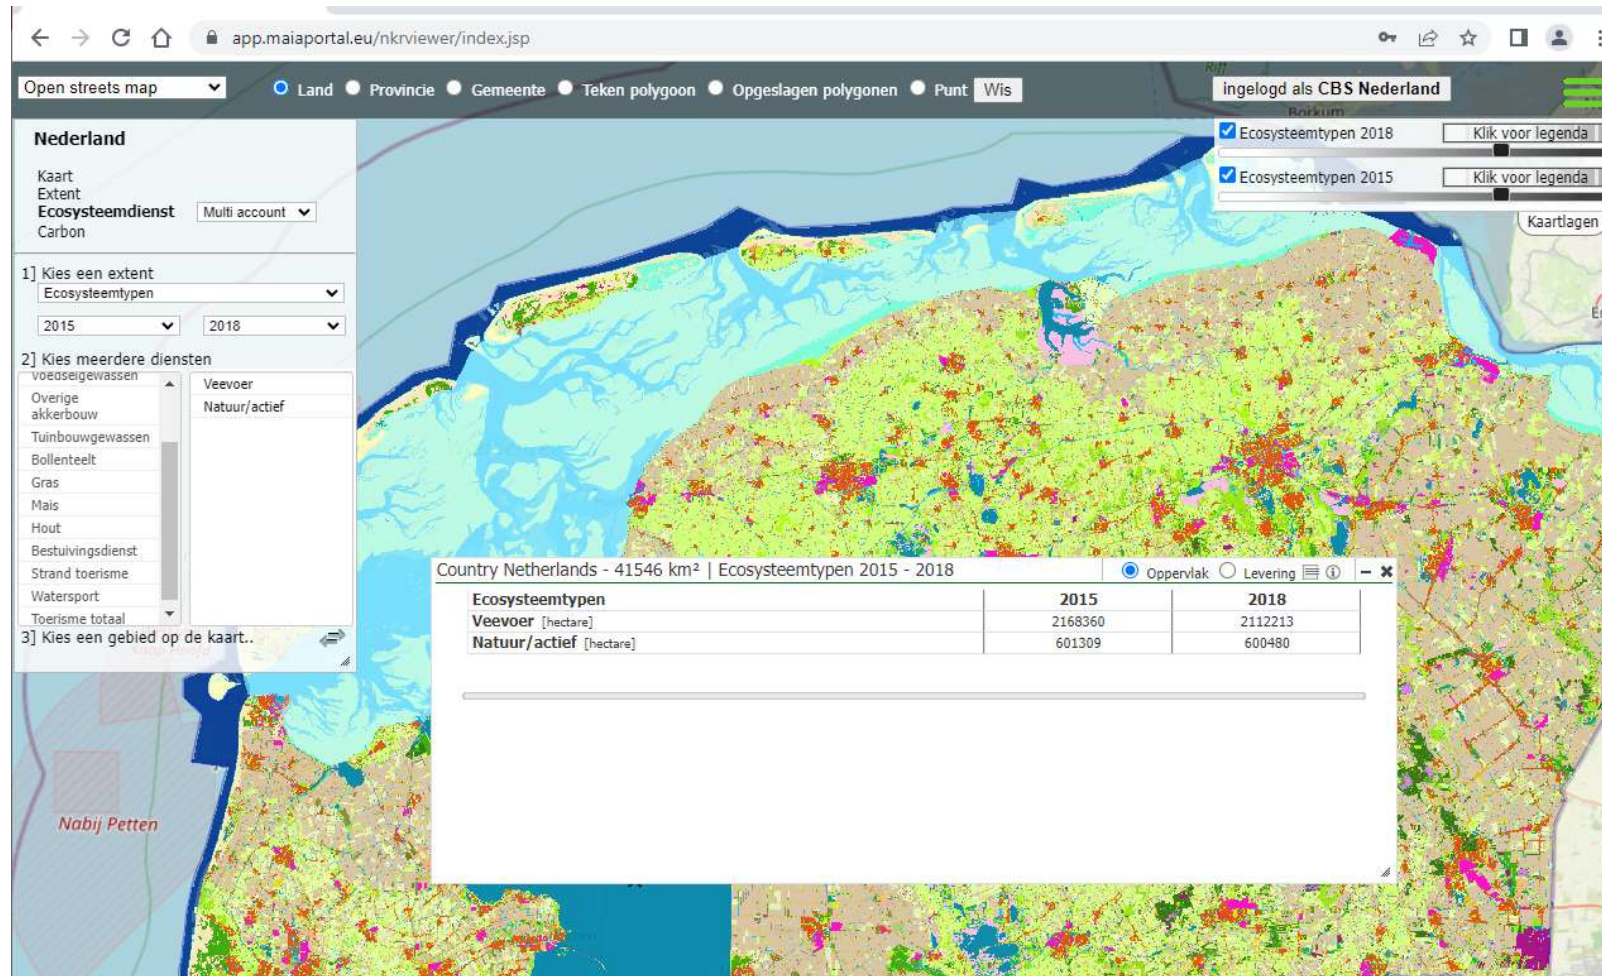 app.maiaportal.eu/nkrviewer/index.jsp
Open streets map
Land Provincie Gemeente Teken polygoon Opgeslagen polygonen Punt Wis
Riff
ingelogd als CBS Nederland
Borkum
Nederland
Kaart
Extent
Ecosysteemdienst Multi account
Carbon
Ecosysteemtypen 2018 Klik voor legenda
Ecosysteemtypen 2015 Klik voor legenda
Kaartlagen
1] Kies een extent
Ecosysteemtypen
2015 2018
2] Kies meerdere diensten
Voedselgewassen
Overige
akkerbouw
Tuinbouwgewassen
Bollenteelt
Gras
Mais
Hout
Bestuivingsdienst
Strand toerisme
Watersport
Toerisme totaal
Veevoer
Natuur/actief
3] Kies een gebied op de kaart..
Country Netherlands - 41546 km² | Ecosysteemtypen 2015 - 2018 Oppervlak Levering
Ecosysteemtypen 2015 2018
Veevoer [hectare] 2168360 2112213
Natuur/actief [hectare] 601309 600480
Nabij Petten